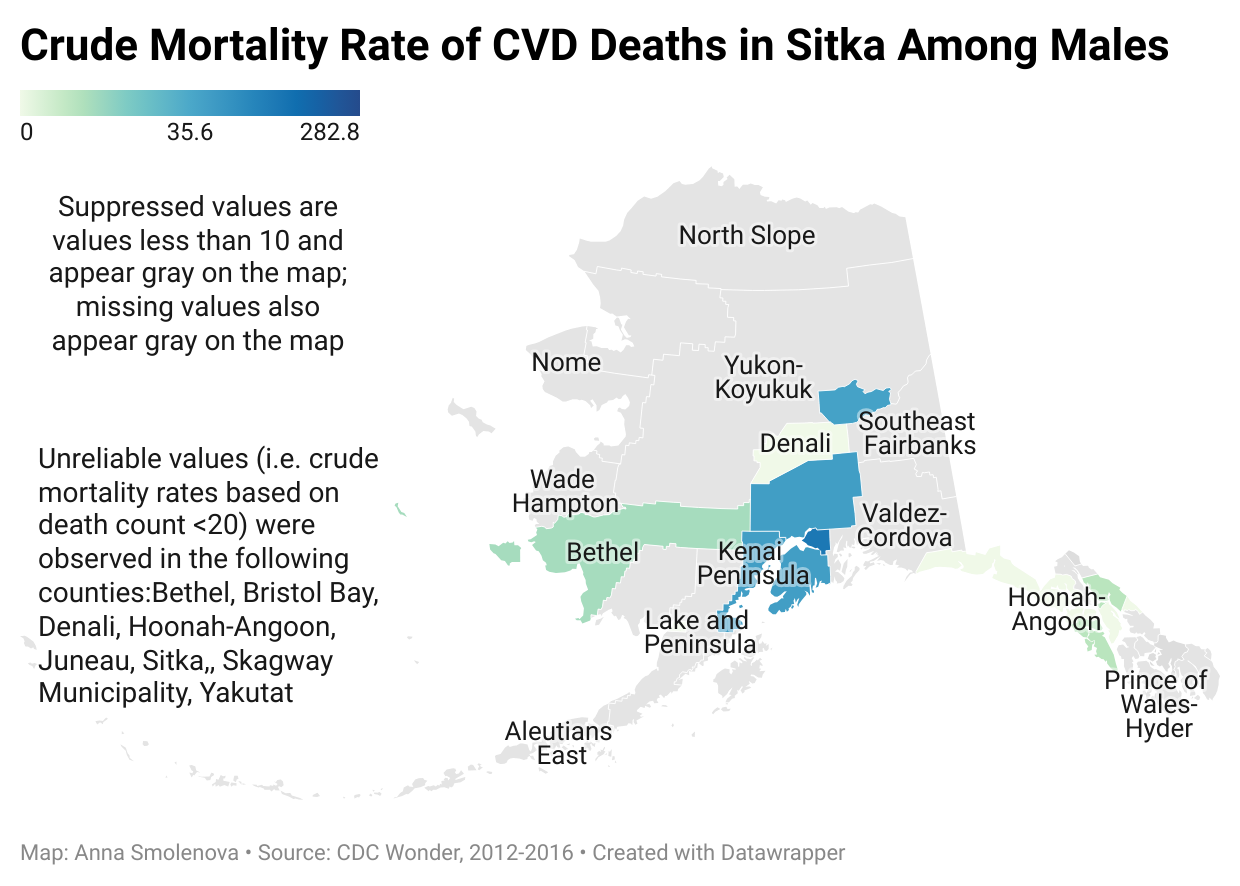 Crude Mortality Rate of CVD Deaths in Sitka Among Males
0 35.6 282.8
Suppressed values are
values less than 10 and
appear gray on the map;
missing values also
appear gray on the map
North Slope
Nome
Yukon-
Koyukuk
Southeast
Fairbanks
Denali
Unreliable values (i.e. crude
mortality rates based on
death count <20) were
observed in the following
counties:Bethel, Bristol Bay,
Denali, Hoonah-Angoon,
Juneau, Sitka,, Skagway
Municipality, Yakutat
Wade
Hampton
Valdez-
Cordova
Bethel
Kenai
Peninsula
Hoonah-
Angoon
Lake and
Peninsula
Prince of
Wales-
Hyder
Aleutians
East
Map: Anna Smolenova • Source: CDC Wonder, 2012-2016 • Created with Datawrapper